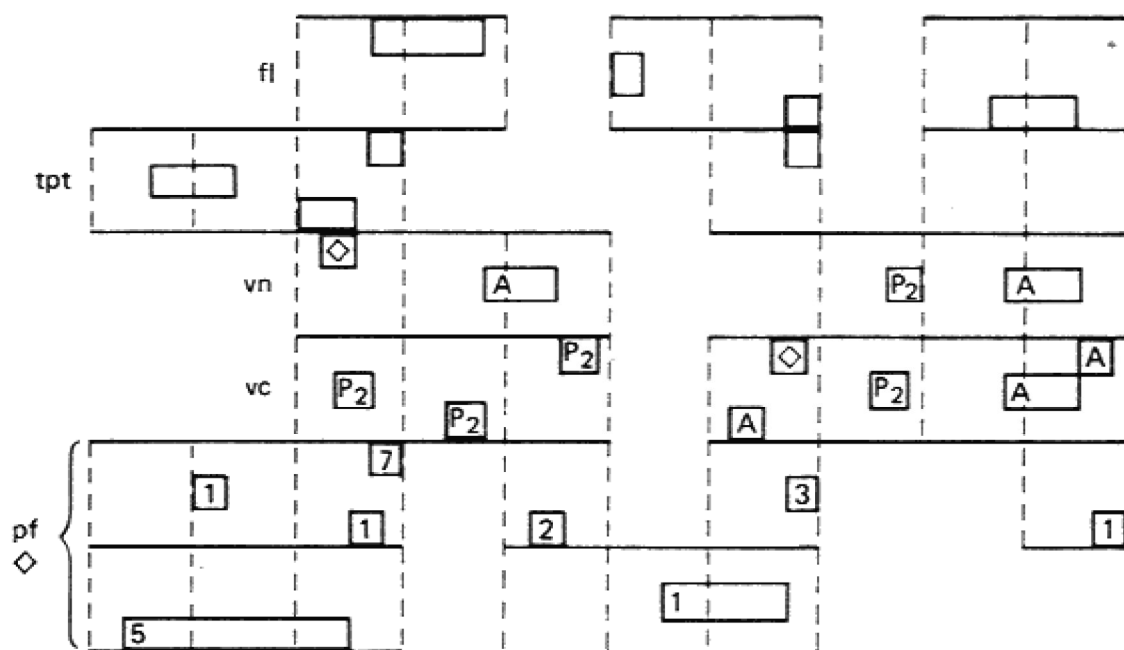 fl
tpt
◇
vn A P₂ A
P₂ ◇ A
vc P₂ P₂ A
P₂ A
7
1 3
pf 1 2 1
◇
1
5